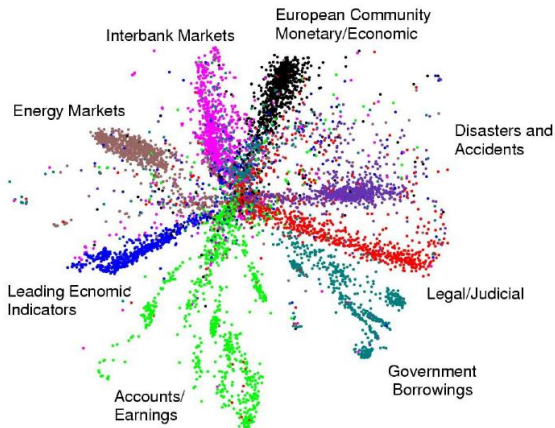 European Community
Monetary/Economic
Interbank Markets
Energy Markets
Disasters and
Accidents
Leading Ecnomic
Indicators
Legal/Judicial
Government
Borrowings
Accounts/
Earnings